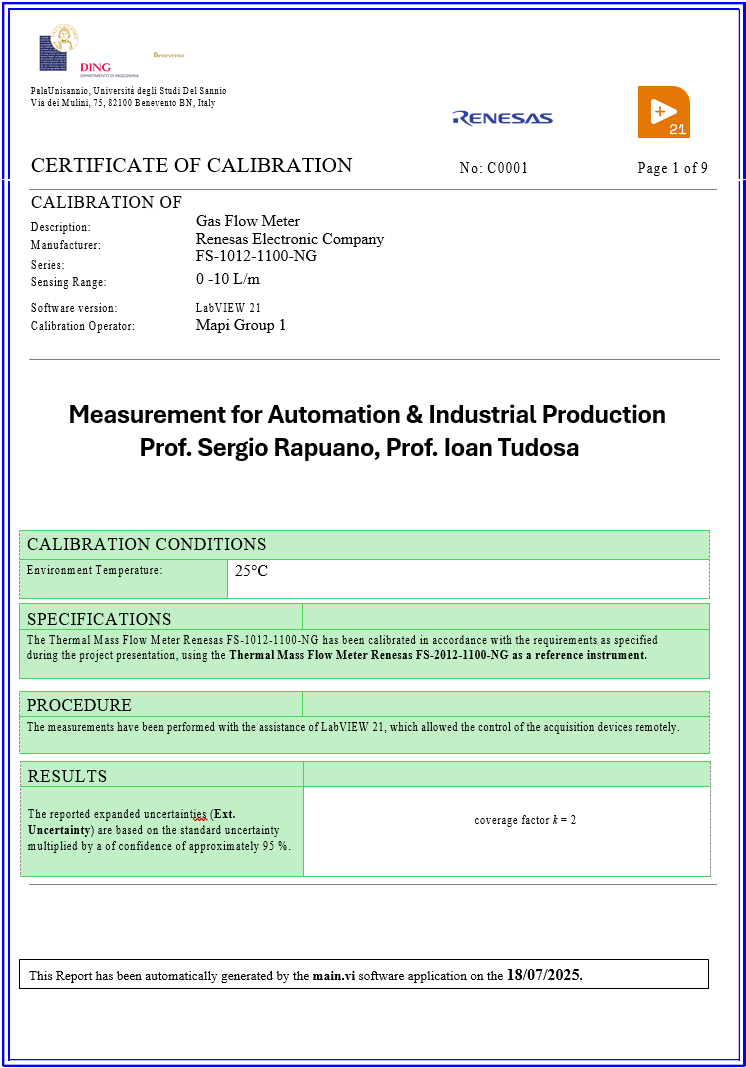 DING
DIPARTIMENTO DI INGEGNERIA
Benevento
PalaUnisannio, Università degli Studi Del Sannio
Via dei Mulini, 75, 82100 Benevento BN, Italy
RENESAS
21
CERTIFICATE OF CALIBRATION No: C0001 Page 1 of 9
CALIBRATION OF
Description: Gas Flow Meter
Manufacturer: Renesas Electronic Company
Series: FS-1012-1100-NG
Sensing Range: 0 -10 L/m
Software version: LabVIEW 21
Calibration Operator: Mapi Group 1
Measurement for Automation & Industrial Production
Prof. Sergio Rapuano, Prof. Ioan Tudosa
CALIBRATION CONDITIONS
Environment Temperature: 25°C
SPECIFICATIONS
The Thermal Mass Flow Meter Renesas FS-1012-1100-NG has been calibrated in accordance with the requirements as specified
during the project presentation, using the Thermal Mass Flow Meter Renesas FS-2012-1100-NG as a reference instrument.
PROCEDURE
The measurements have been performed with the assistance of LabVIEW 21, which allowed the control of the acquisition devices remotely.
RESULTS
The reported expanded uncertainties (Ext.
Uncertainty) are based on the standard uncertainty
multiplied by a of confidence of approximately 95 %.
coverage factor k = 2
This Report has been automatically generated by the main.vi software application on the 18/07/2025.